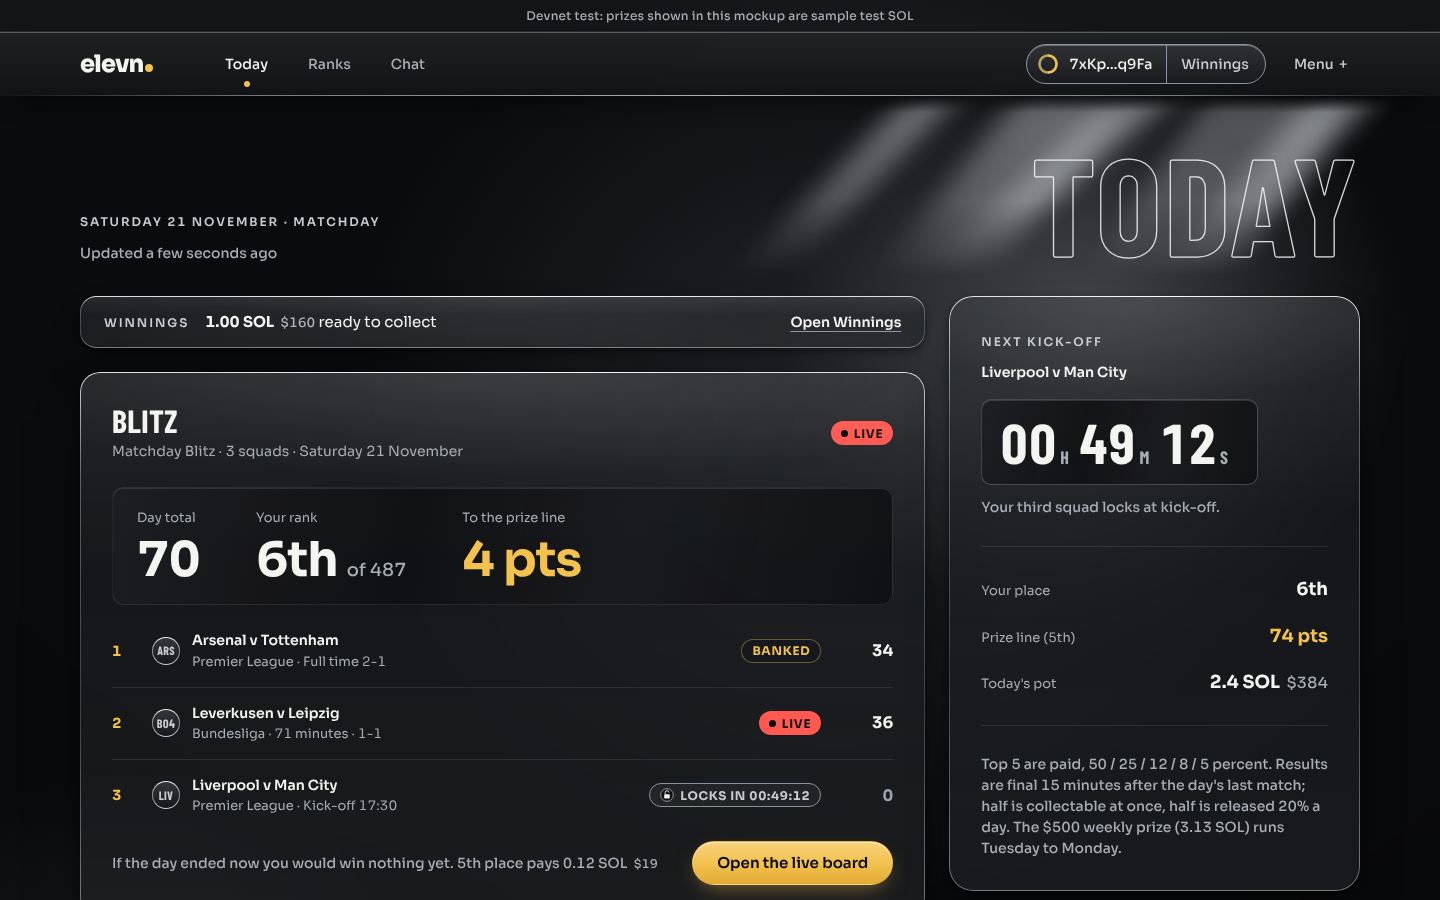 Devnet test: prizes shown in this mockup are sample test SOL
elevn.
Today
Ranks
Chat
7xKp...q9Fa
Winnings
Menu +
TODAY
SATURDAY 21 NOVEMBER · MATCHDAY
Updated a few seconds ago
WINNINGS 1.00 SOL $160 ready to collect
Open Winnings
BLITZ
Matchday Blitz · 3 squads · Saturday 21 November
LIVE
Day total
70
Your rank
6th of 487
To the prize line
4 pts
1
ARS
Arsenal v Tottenham
Premier League · Full time 2-1
BANKED
34
2
B04
Leverkusen v Leipzig
Bundesliga · 71 minutes · 1-1
LIVE
36
3
LIV
Liverpool v Man City
Premier League · Kick-off 17:30
LOCKS IN 00:49:12
0
If the day ended now you would win nothing yet. 5th place pays 0.12 SOL $19
Open the live board
NEXT KICK-OFF
Liverpool v Man City
00 H 49 M 12 S
Your third squad locks at kick-off.
Your place 6th
Prize line (5th) 74 pts
Today's pot 2.4 SOL $384
Top 5 are paid, 50 / 25 / 12 / 8 / 5 percent. Results
are final 15 minutes after the day's last match;
half is collectable at once, half is released 20% a
day. The $500 weekly prize (3.13 SOL) runs
Tuesday to Monday.